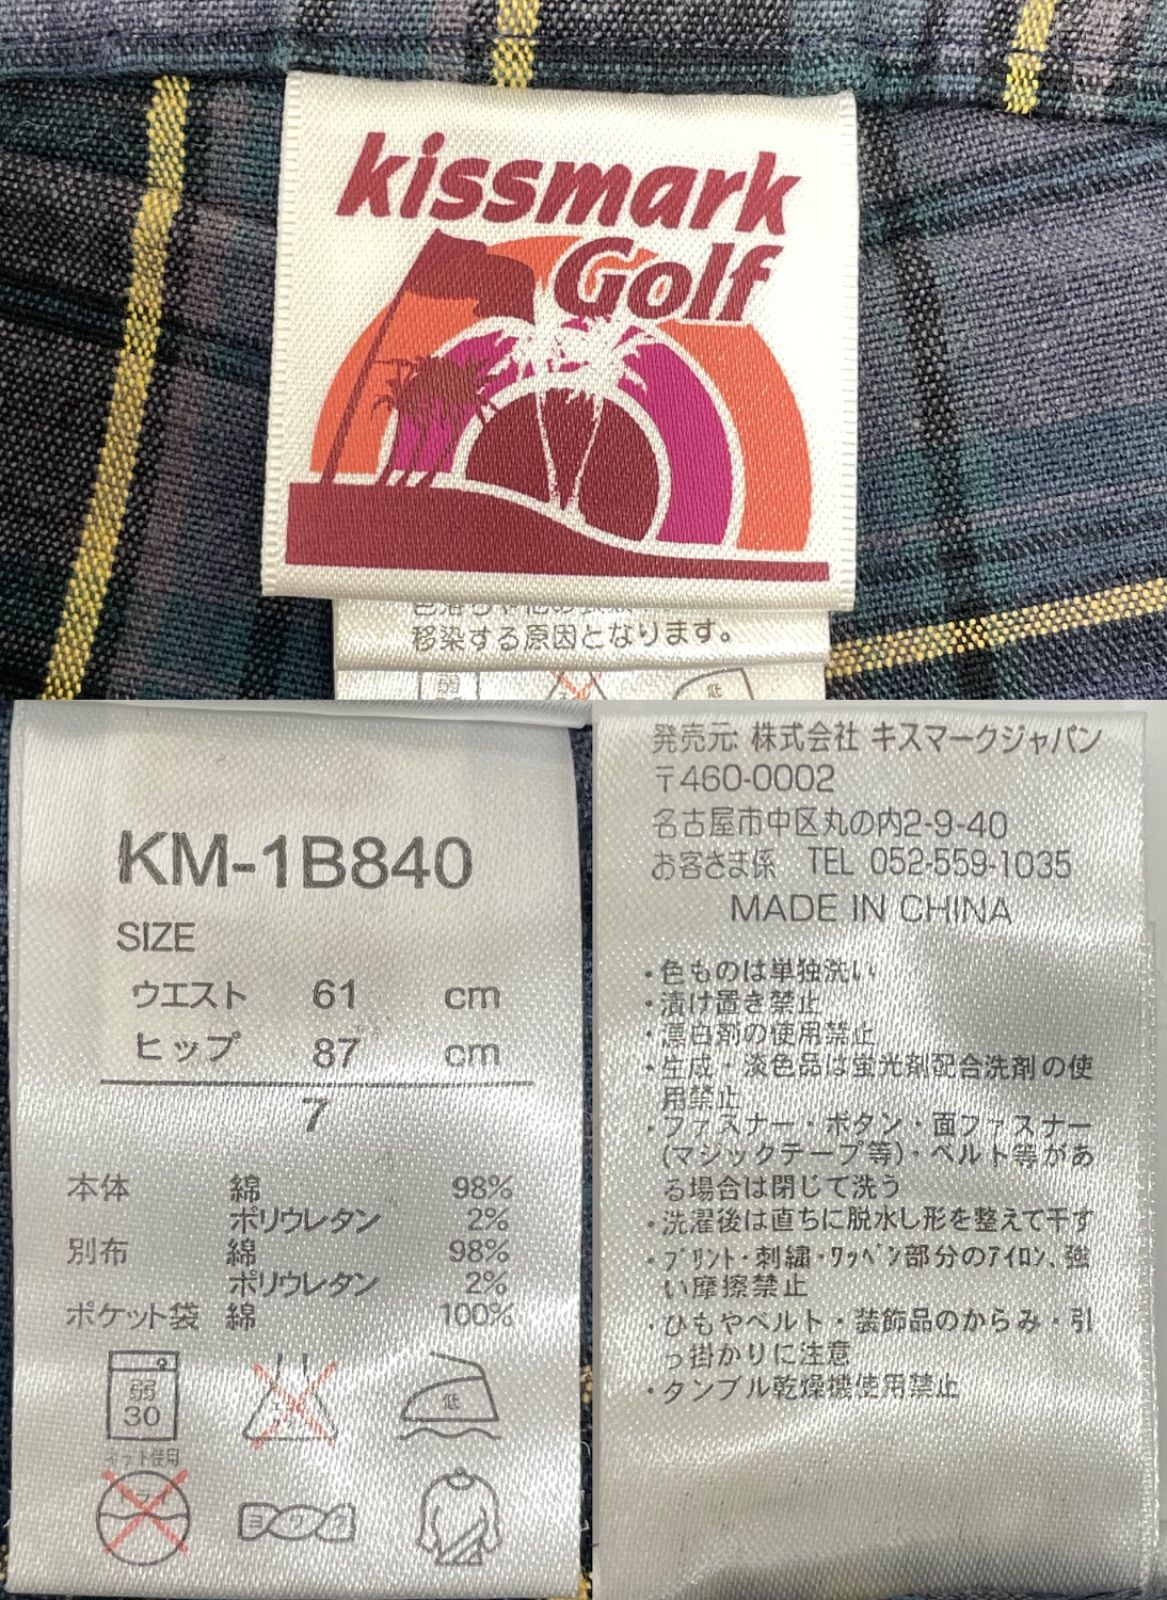 kissmark
Golf
移染する原因となります。
弱
低
KM-1B840
SIZE
ウエスト 61 cm
ヒップ 87 cm
7
本体 綿 98%
ポリウレタン 2%
別布 綿 98%
ポリウレタン 2%
ポケット袋 綿 100%
弱
30
低
ネット使用
ドライ
ヨワク
発売元: 株式会社 キスマークジャパン
〒460-0002
名古屋市中区丸の内2-9-40
お客さま係 TEL 052-559-1035
MADE IN CHINA
・色ものは単独洗い
・漬け置き禁止
・漂白剤の使用禁止
・生成・淡色品は蛍光剤配合洗剤の使
用禁止
・ファスナー・ボタン・面ファスナー
(マジックテープ等)・ベルト等があ
る場合は閉じて洗う
・洗濯後は直ちに脱水し形を整えて干す
・プリント・刺繍・ワッペン部分のアイロン、強
い摩擦禁止
・ひもやベルト・装飾品のからみ・引
っ掛かりに注意
・タンブル乾燥機使用禁止